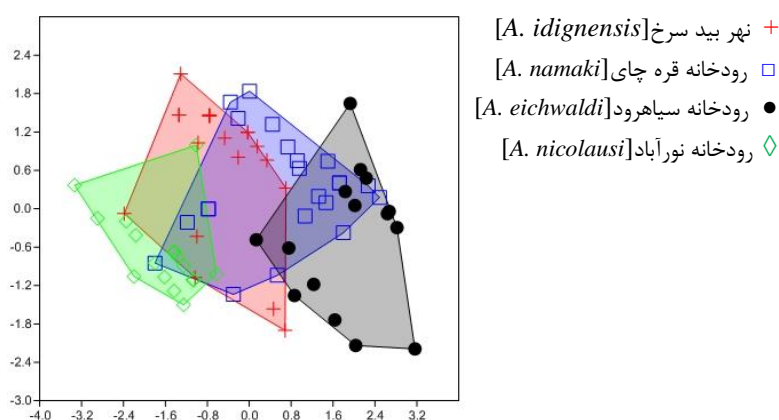 نهر بید سرخ[A. idignensis]
رودخانه قره چای[A. namaki]
رودخانه سیاهرود[A. eichwaldi]
رودخانه نورآباد[A. nicolausi]
2.4
1.8
1.2
0.6
0.0
-0.6
-1.2
-1.8
-2.4
-3.0
-4.0 -3.2 -2.4 -1.6 -0.8 0.0 0.8 1.6 2.4 3.2